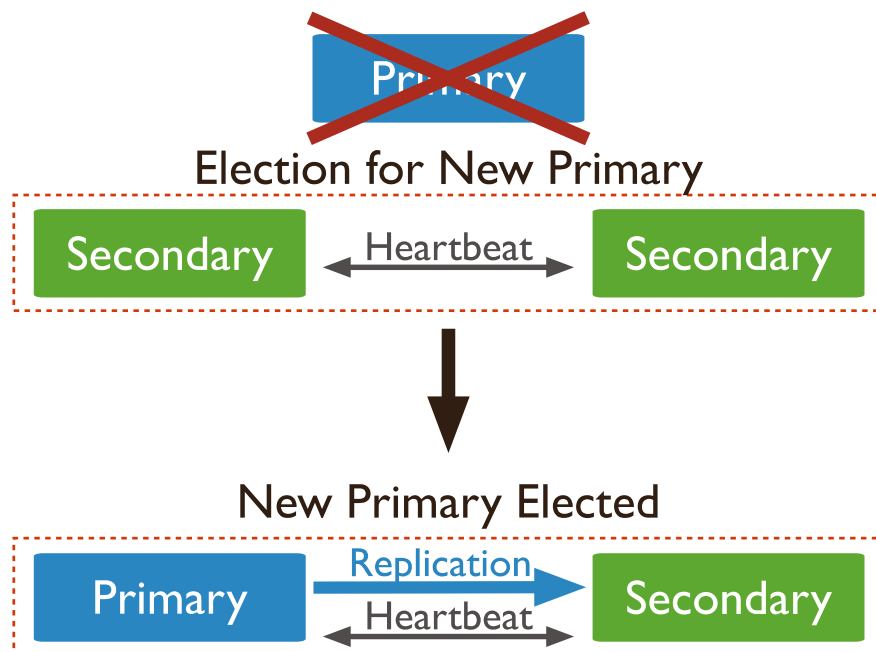 Primary
Election for New Primary
Secondary
Heartbeat
Secondary
New Primary Elected
Primary
Replication
Heartbeat
Secondary